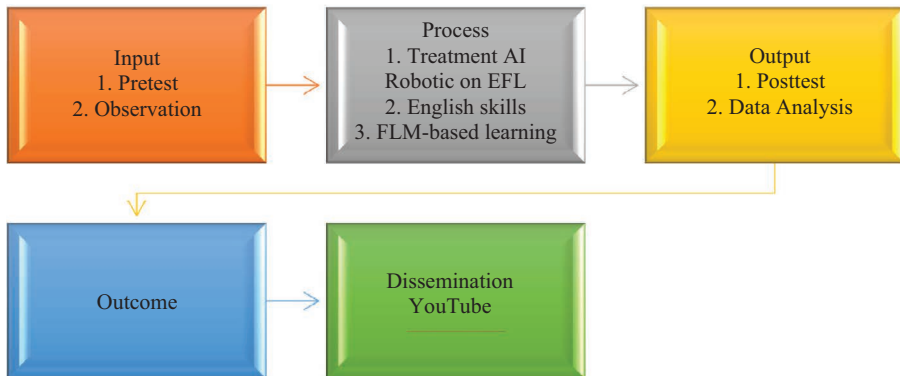 Input
1. Pretest
2. Observation
Process
1. Treatment AI
Robotic on EFL
2. English skills
3. FLM-based learning
Output
1. Posttest
2. Data Analysis
Outcome
Dissemination
YouTube